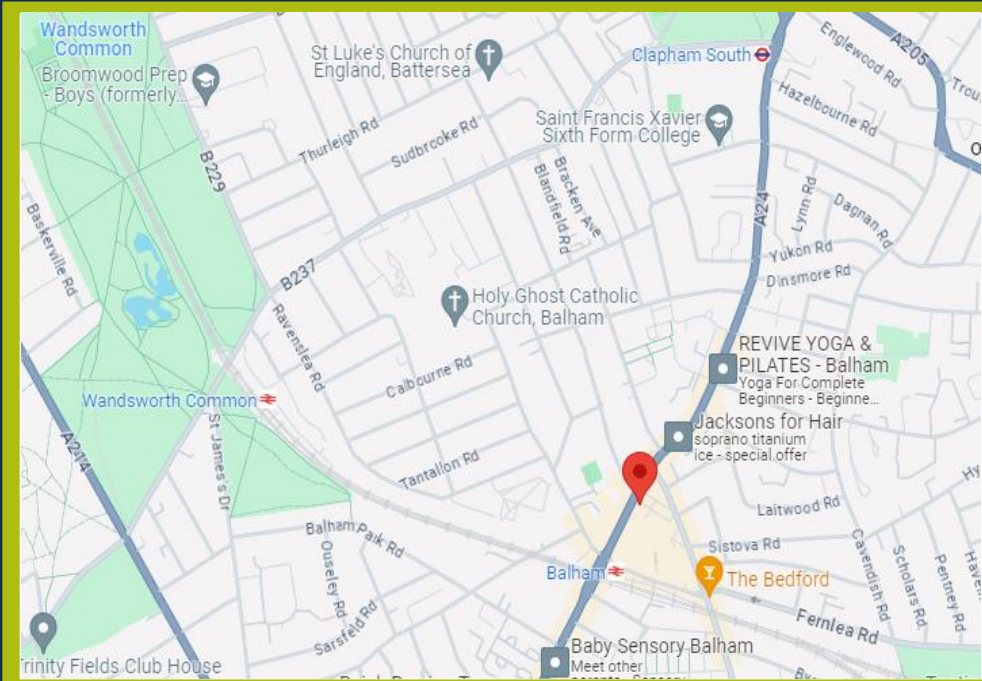 Wandsworth
Common
St Luke's Church of
England, Battersea
Clapham South
Englewood Rd
A205
Broomwood Prep
- Boys (formerly...
Hazelbourne Rd
Saint Francis Xavier
Sixth Form College
Thurleigh Rd
Sudbrooke Rd
B229
Bracken Ave
Blandfield Rd
A24
Lynn Rd
Dagnan Rd
Baskerville Rd
Yukon Rd
Dinsmore Rd
B237
Holy Ghost Catholic
Church, Balham
Ravenslea Rd
REVIVE YOGA &
PILATES - Balham
Yoga For Complete
Beginners - Beginne...
Calbourne Rd
Wandsworth Common
Jacksons for Hair
soprano titanium
ice - special offer
A214
St James's Dr
Tantallon Rd
Laitwood Rd
Balham Park Rd
Sistova Rd
Ouseley Rd
Cavendish Rd
Scholars Rd
Pentney Rd
Balham
The Bedford
Sarsfeld Rd
Fernlea Rd
rinity Fields Club House
Baby Sensory Balham
Meet other